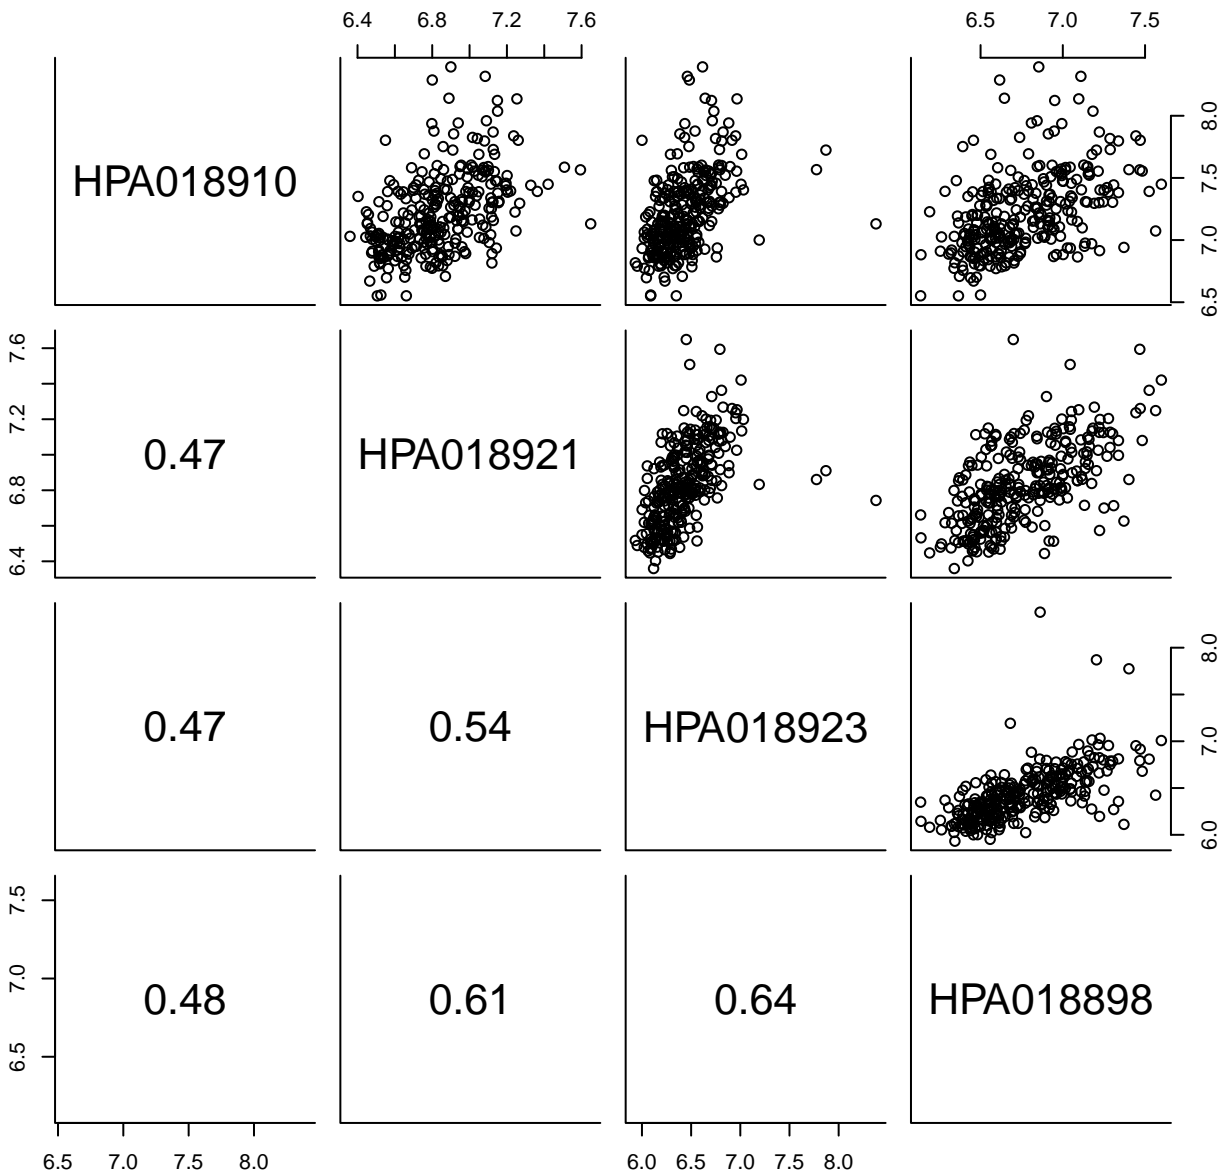 6.4 6.8 7.2 7.6 6.5 7.0 7.5
HPA018910
6.5 7.0 7.5 8.0
6.4 6.8 7.2 7.6
0.47 HPA018921
0.47 0.54 HPA018923
6.0 7.0 8.0
6.5 7.0 7.5
0.48 0.61 0.64 HPA018898
6.5 7.0 7.5 8.0 6.0 6.5 7.0 7.5 8.0